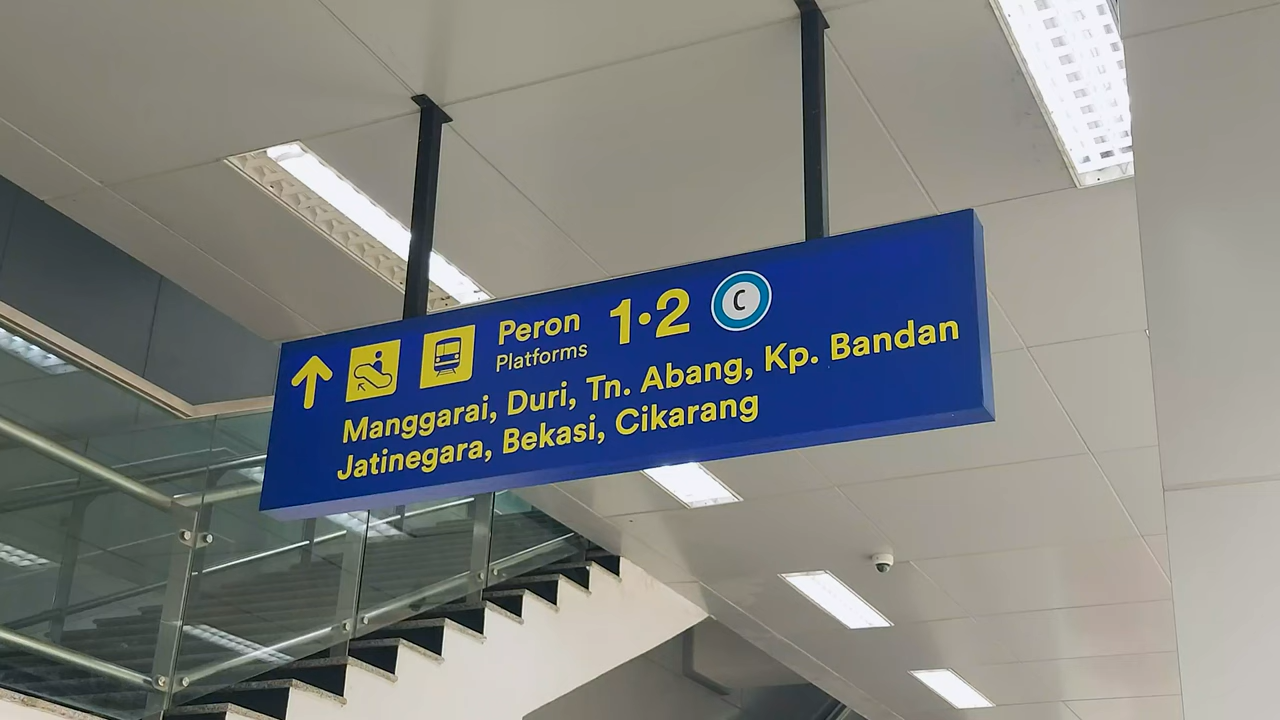 Peron 1•2 C
Platforms
Manggarai, Duri, Tn. Abang, Kp. Bandan
Jatinegara, Bekasi, Cikarang